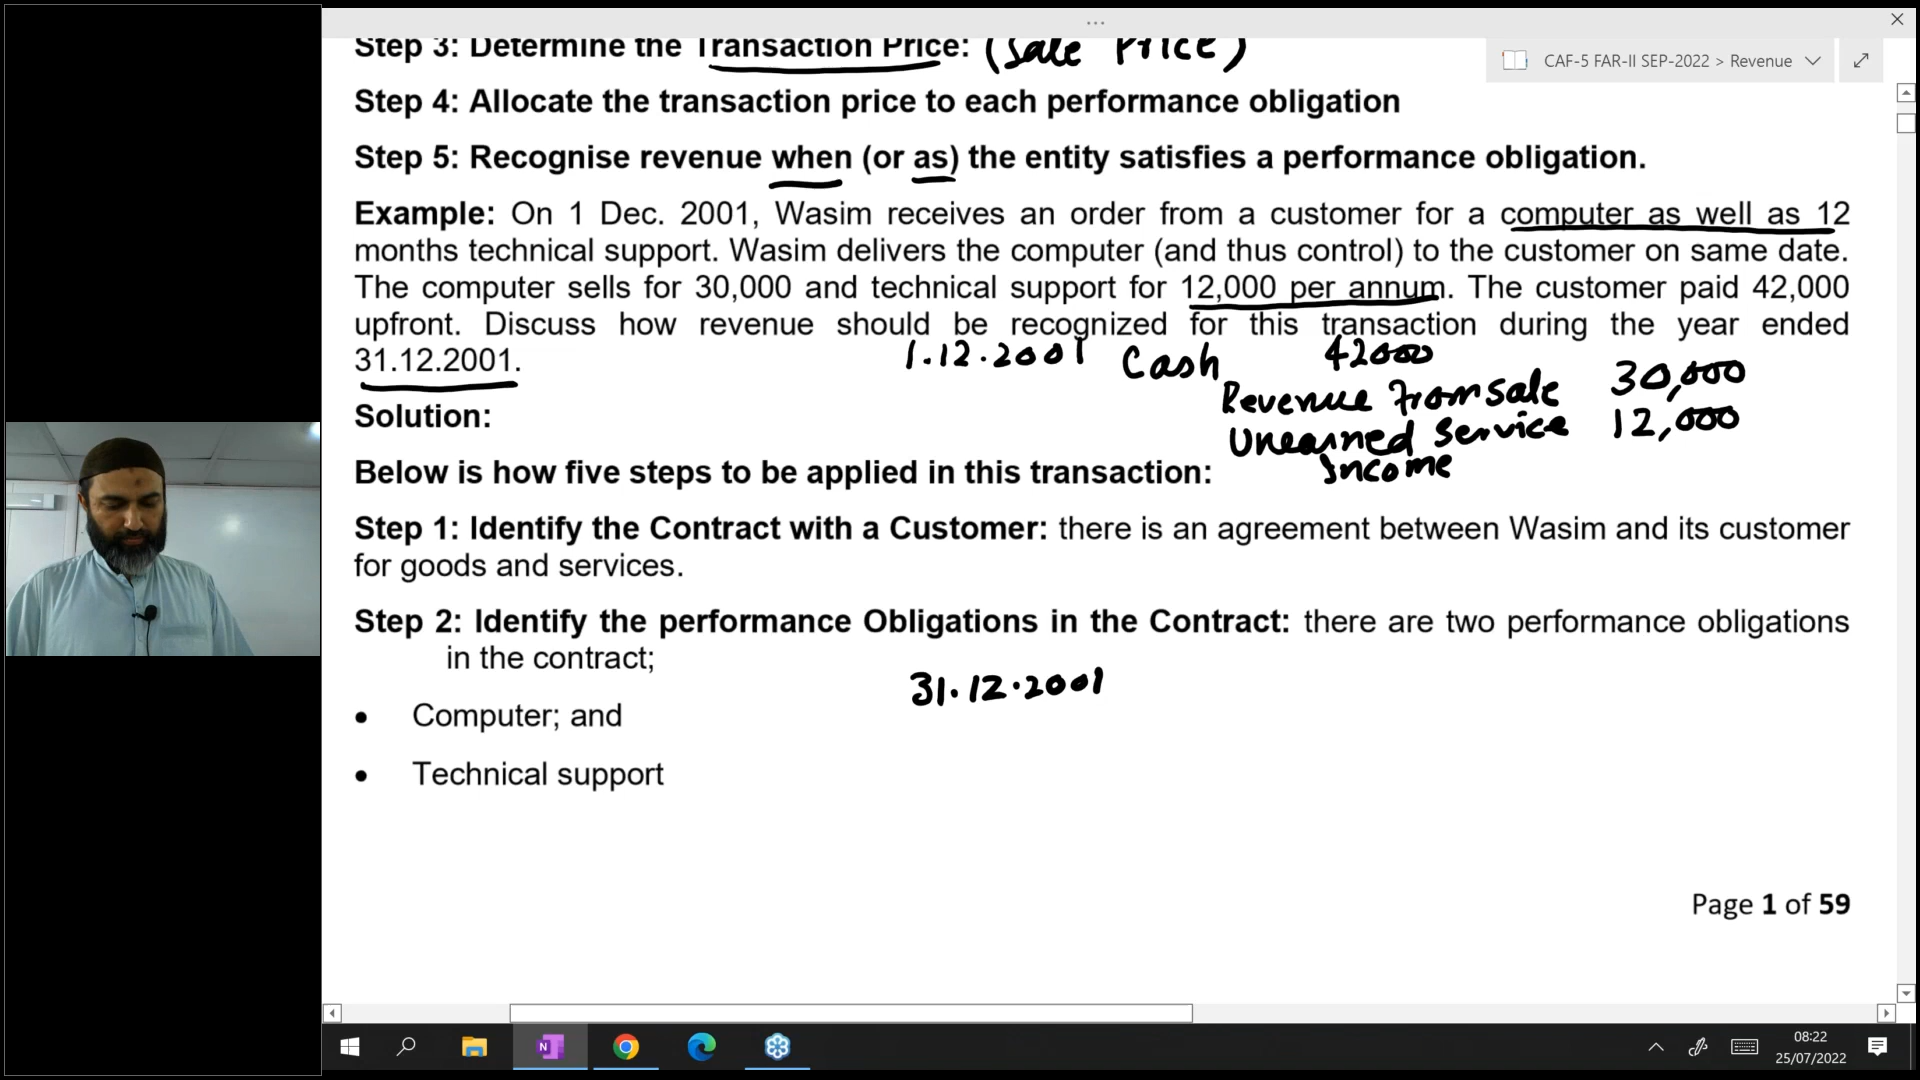 Step 3: Determine the Transaction Price: (Sale Price)
CAF-5 FAR-II SEP-2022 > Revenue
Step 4: Allocate the transaction price to each performance obligation
Step 5: Recognise revenue when (or as) the entity satisfies a performance obligation.
Example: On 1 Dec. 2001, Wasim receives an order from a customer for a computer as well as 12
months technical support. Wasim delivers the computer (and thus control) to the customer on same date.
The computer sells for 30,000 and technical support for 12,000 per annum. The customer paid 42,000
upfront. Discuss how revenue should be recognized for this transaction during the year ended
31.12.2001.
1.12.2001 Cash 42000
Revenue from sale 30,000
Unearned Service 12,000
Income
Solution:
Below is how five steps to be applied in this transaction:
Step 1: Identify the Contract with a Customer: there is an agreement between Wasim and its customer
for goods and services.
Step 2: Identify the performance Obligations in the Contract: there are two performance obligations
in the contract;
31.12.2001
• Computer; and
• Technical support
Page 1 of 59
N
08:22
25/07/2022